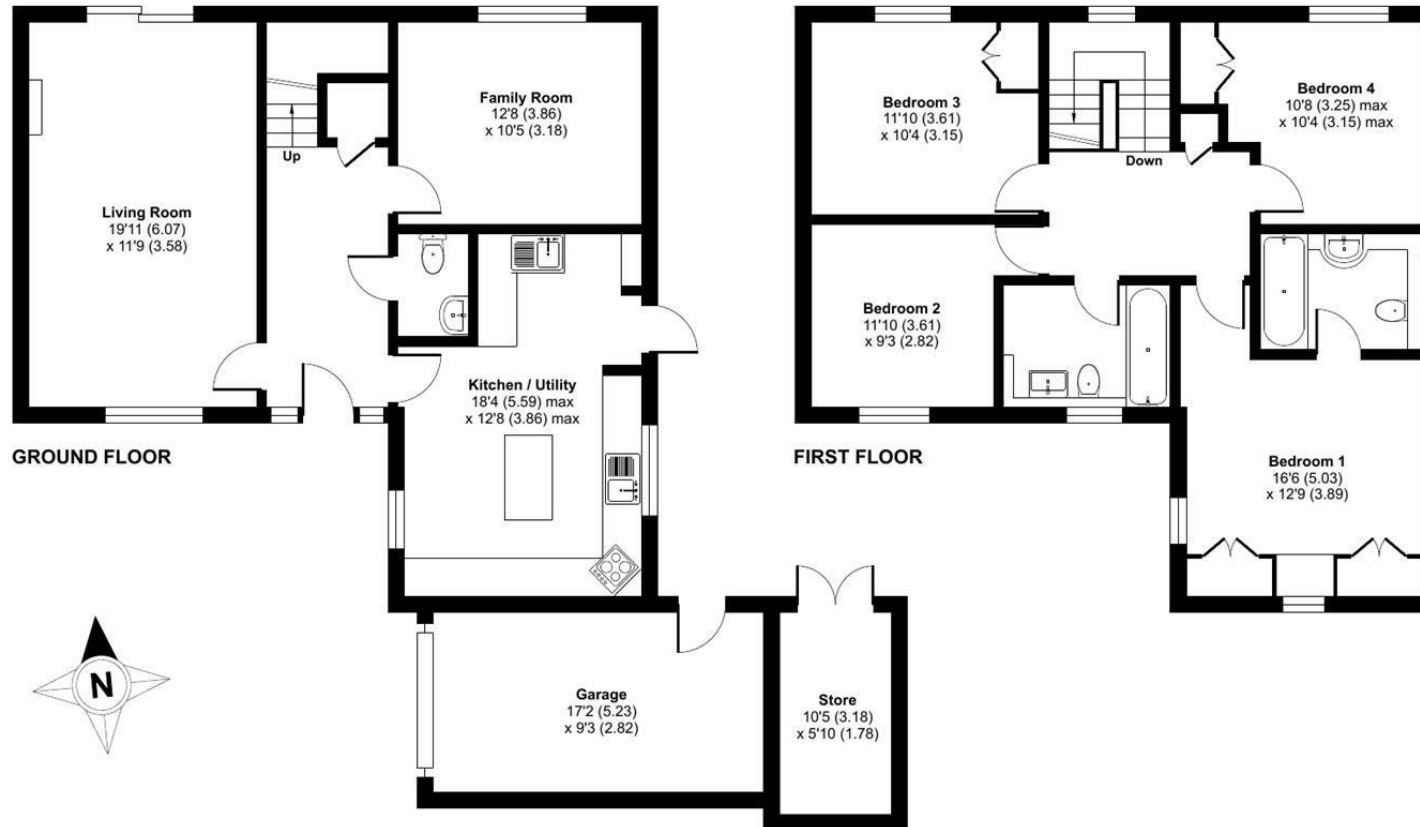 Living Room
19'11 (6.07)
x 11'9 (3.58)
Up
Family Room
12'8 (3.86)
x 10'5 (3.18)
Kitchen / Utility
18'4 (5.59) max
x 12'8 (3.86) max
GROUND FLOOR
Garage
17'2 (5.23)
x 9'3 (2.82)
Store
10'5 (3.18)
x 5'10 (1.78)
N
Bedroom 3
11'10 (3.61)
x 10'4 (3.15)
Down
Bedroom 4
10'8 (3.25) max
x 10'4 (3.15) max
Bedroom 2
11'10 (3.61)
x 9'3 (2.82)
FIRST FLOOR
Bedroom 1
16'6 (5.03)
x 12'9 (3.89)